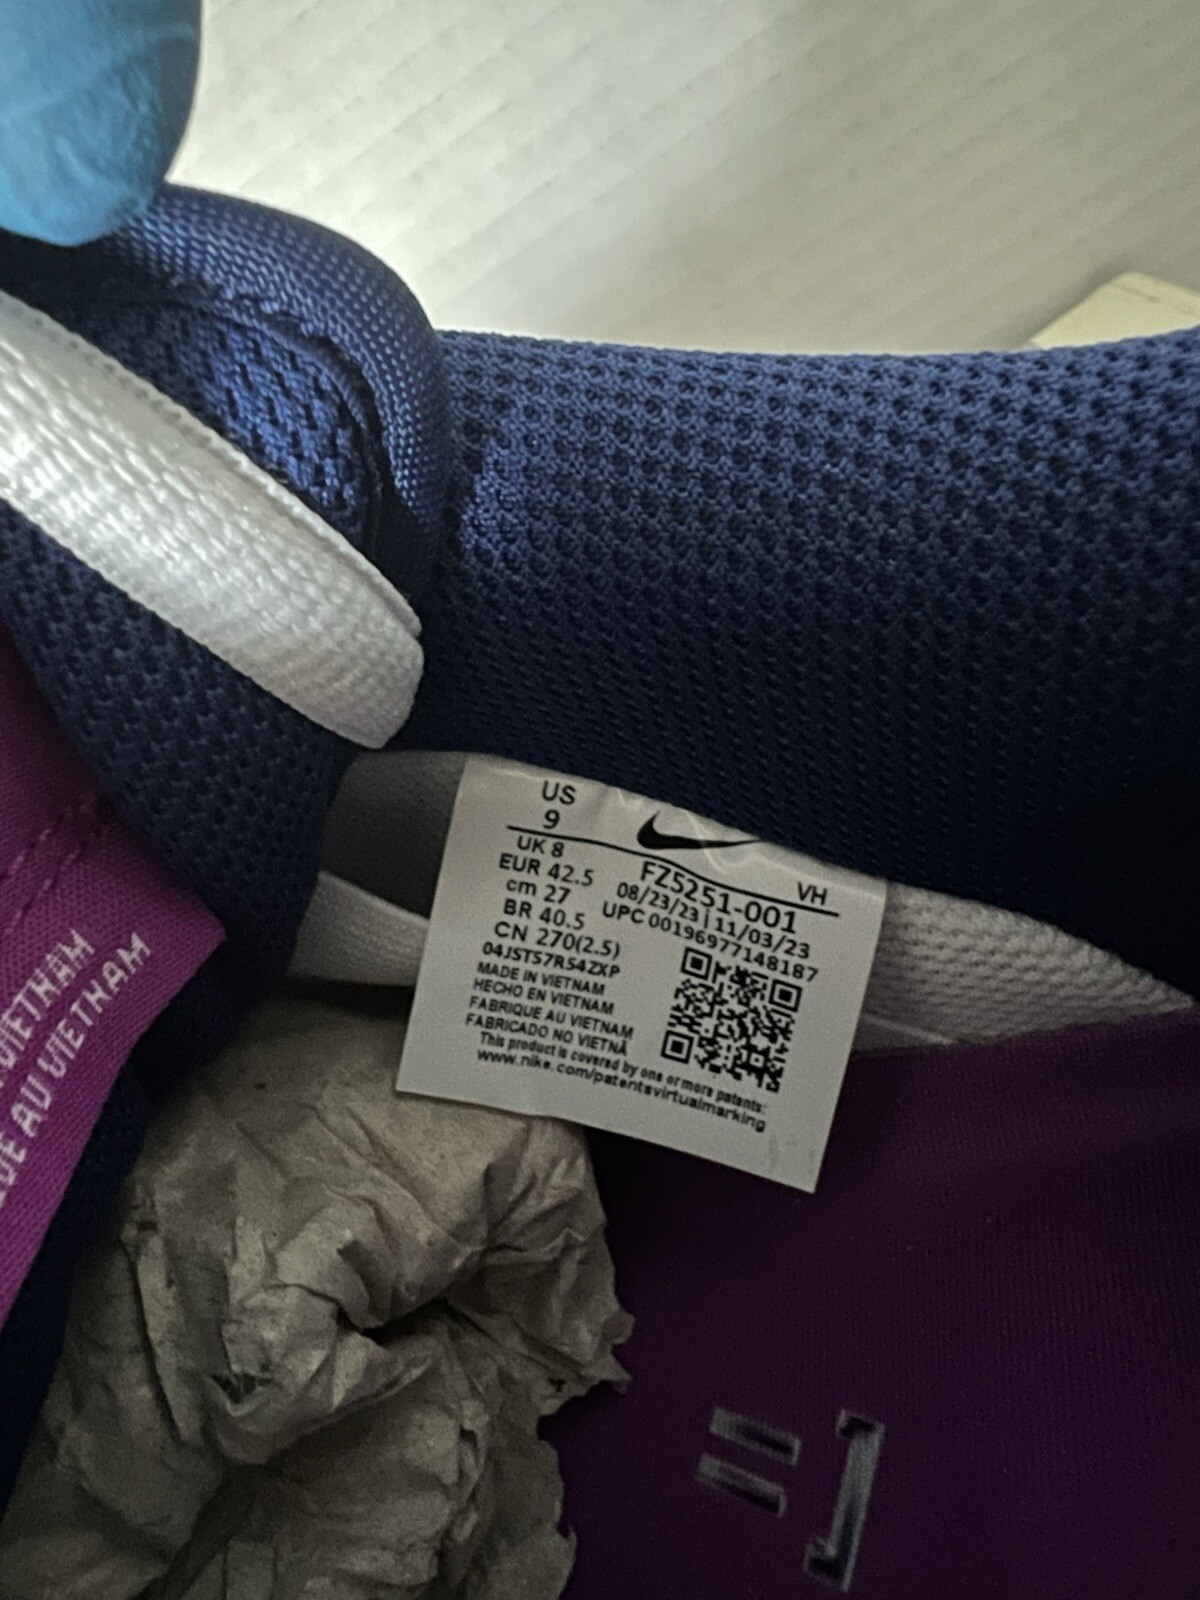 US
9
UK 8
EUR 42.5
cm 27
BR 40.5
CN 270(2.5)
FZ5251-001
VH
08/23/23 | 11/03/23
UPC 00196977148187
04JST57R54ZXP
MADE IN VIETNAM
HECHO EN VIETNAM
FABRIQUE AU VIETNAM
FABRICADO NO VIETNÃ
This product is covered by one or more patents:
www.nike.com/patentsvirtualmarking
VIETNAM
AU VIETNAM